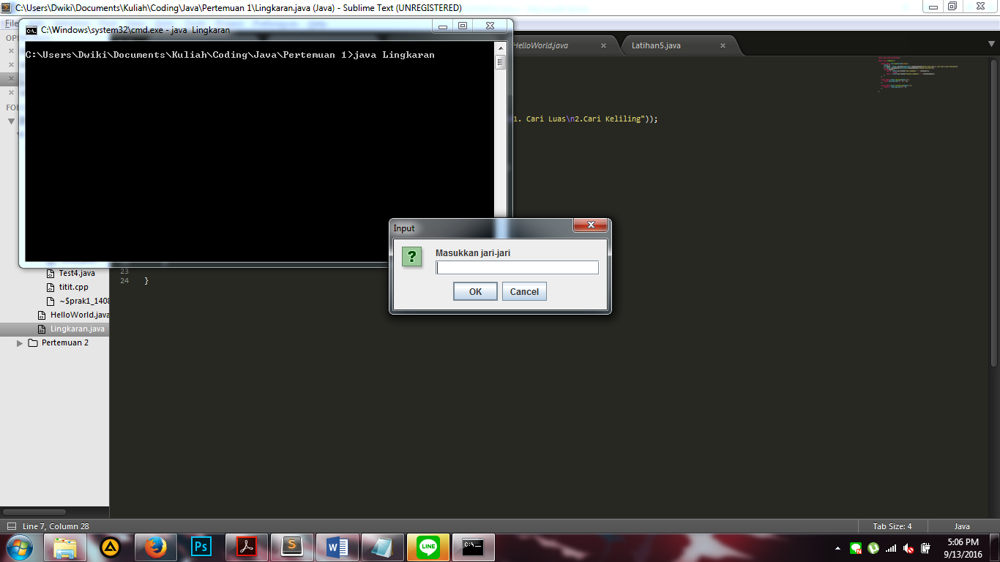 C:\Users\Dwiki\Documents\Kuliah\Coding\Java\Pertemuan 1\Lingkaran.java (Java) - Sublime Text (UNREGISTERED)
C:\Windows\system32\cmd.exe - java Lingkaran
C:\Users\Dwiki\Documents\Kuliah\Coding\Java\Pertemuan 1>java Lingkaran
HelloWorld.java
Latihan5.java
1. Cari Luas\n2.Cari Keliling"));
Input
Masukkan jari-jari
OK
Cancel
23
24 }
Test4.java
titit.cpp
~$prak1_1408
HelloWorld.java
Lingkaran.java
Pertemuan 2
Line 7, Column 28
Tab Size: 4
Java
5:06 PM
9/13/2016